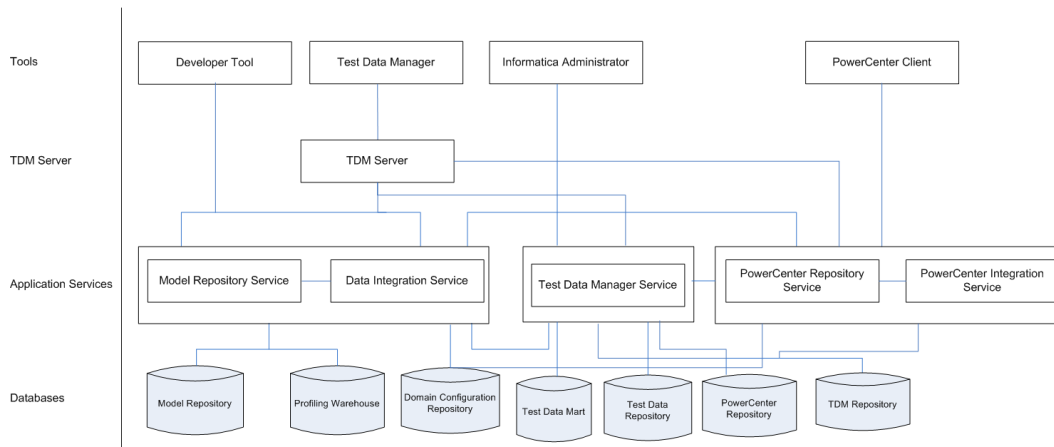 Tools
Developer Tool
Test Data Manager
Informatica Administrator
PowerCenter Client
TDM Server
TDM Server
Application Services
Model Repository Service
Data Integration Service
Test Data Manager Service
PowerCenter Repository
Service
PowerCenter Integration
Service
Databases
Model Repository
Profiling Warehouse
Domain Configuration
Repository
Test Data Mart
Test Data
Repository
PowerCenter
Repository
TDM Repository